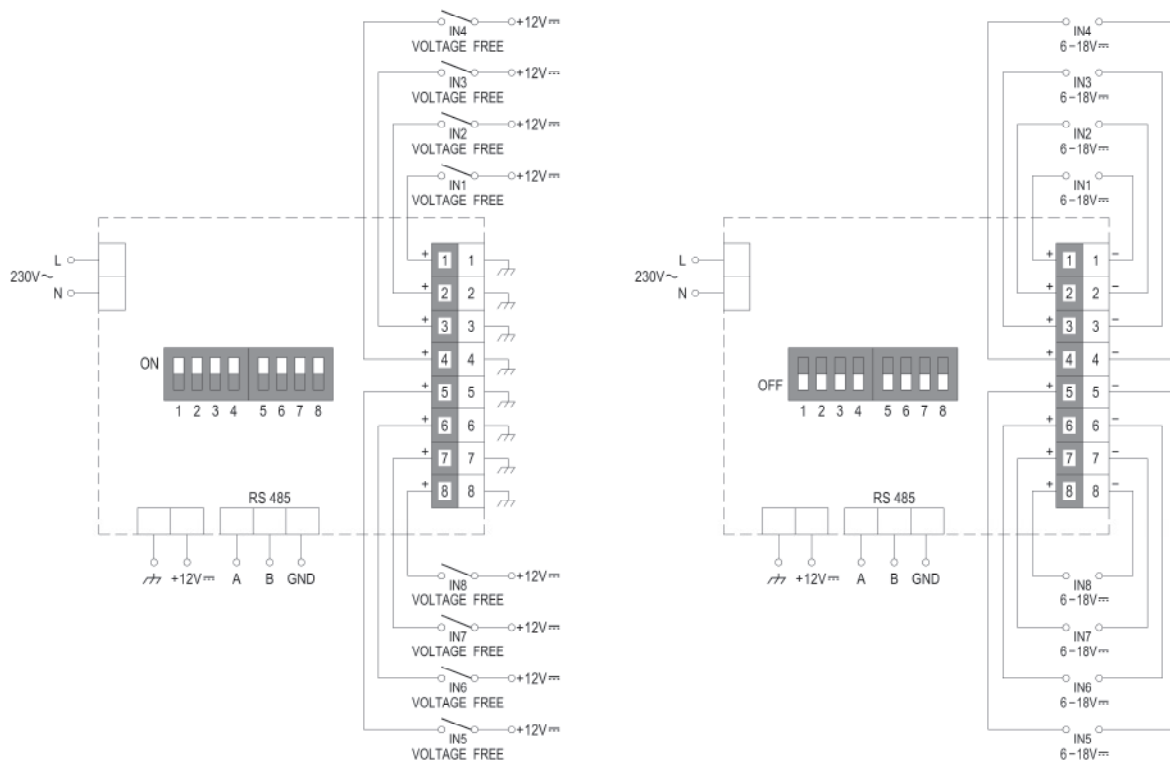 IN4
+12V⎓
VOLTAGE FREE
IN3
+12V⎓
VOLTAGE FREE
IN2
+12V⎓
VOLTAGE FREE
IN1
+12V⎓
VOLTAGE FREE
L
230V~
N
+ 1 1
+ 2 2
+ 3 3
+ 4 4
+ 5 5
+ 6 6
+ 7 7
+ 8 8
ON
1 2 3 4 5 6 7 8
RS 485
+12V⎓ A B GND
IN8
+12V⎓
VOLTAGE FREE
IN7
+12V⎓
VOLTAGE FREE
IN6
+12V⎓
VOLTAGE FREE
IN5
+12V⎓
VOLTAGE FREE
IN4
6-18V⎓
IN3
6-18V⎓
IN2
6-18V⎓
IN1
6-18V⎓
L
230V~
N
+ 1 1 −
+ 2 2 −
+ 3 3 −
+ 4 4 −
+ 5 5 −
+ 6 6 −
+ 7 7 −
+ 8 8 −
OFF
1 2 3 4 5 6 7 8
RS 485
+12V⎓ A B GND
IN8
6-18V⎓
IN7
6-18V⎓
IN6
6-18V⎓
IN5
6-18V⎓